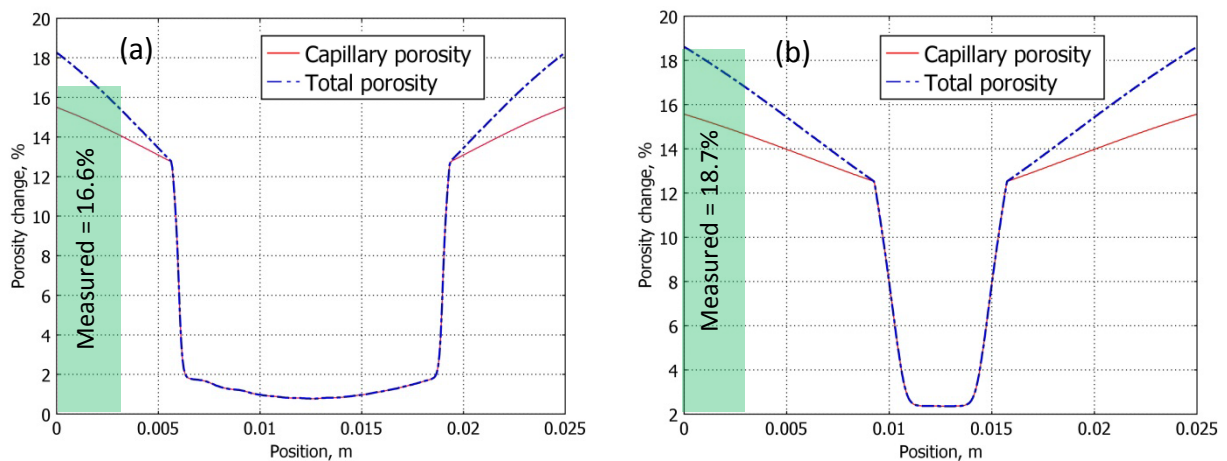 20
18
16
14
12
10
8
6
4
2
0
Porosity change, %
(a)
Capillary porosity
Total porosity
Measured = 16.6%
0
0.005
0.01
0.015
0.02
0.025
Position, m
20
18
16
14
12
10
8
6
4
2
Porosity change, %
(b)
Capillary porosity
Total porosity
Measured = 18.7%
0
0.005
0.01
0.015
0.02
0.025
Position, m